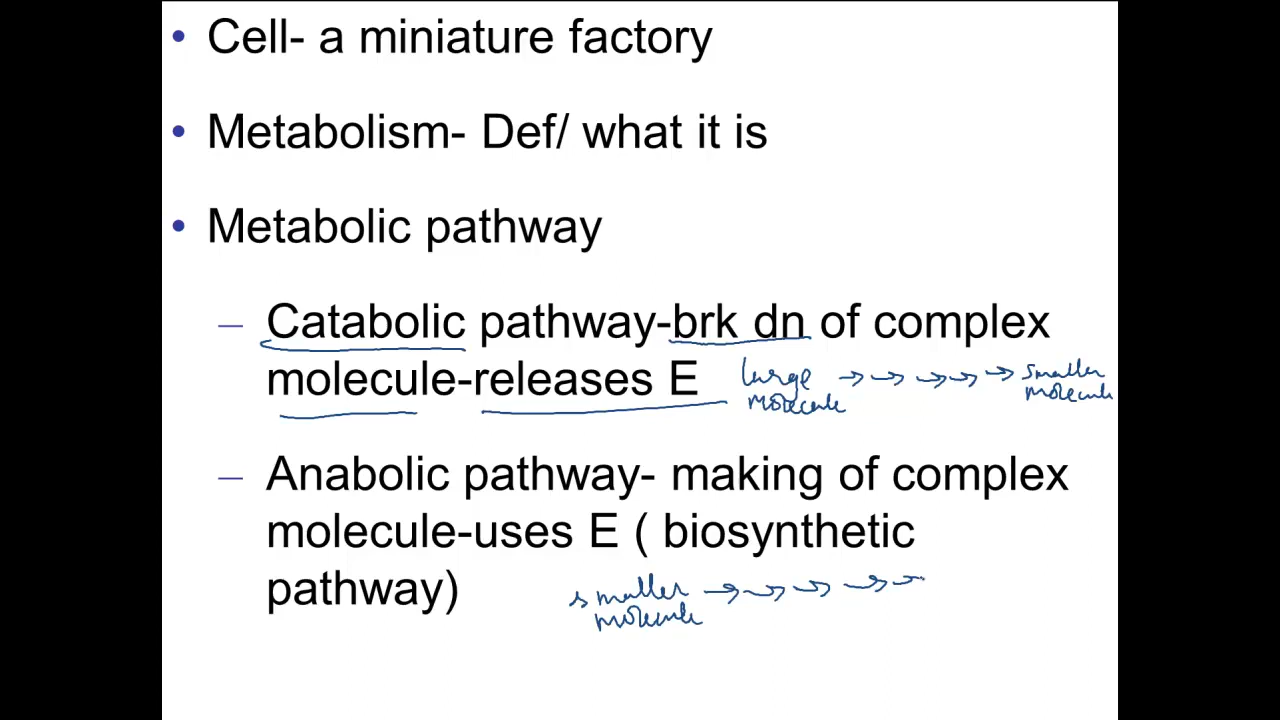 • Cell- a miniature factory
• Metabolism- Def/ what it is
• Metabolic pathway
– Catabolic pathway-brk dn of complex
molecule-releases E
large → → → → → smaller
molecule molecule
– Anabolic pathway- making of complex
molecule-uses E ( biosynthetic
pathway)
smaller → → → → →
molecule